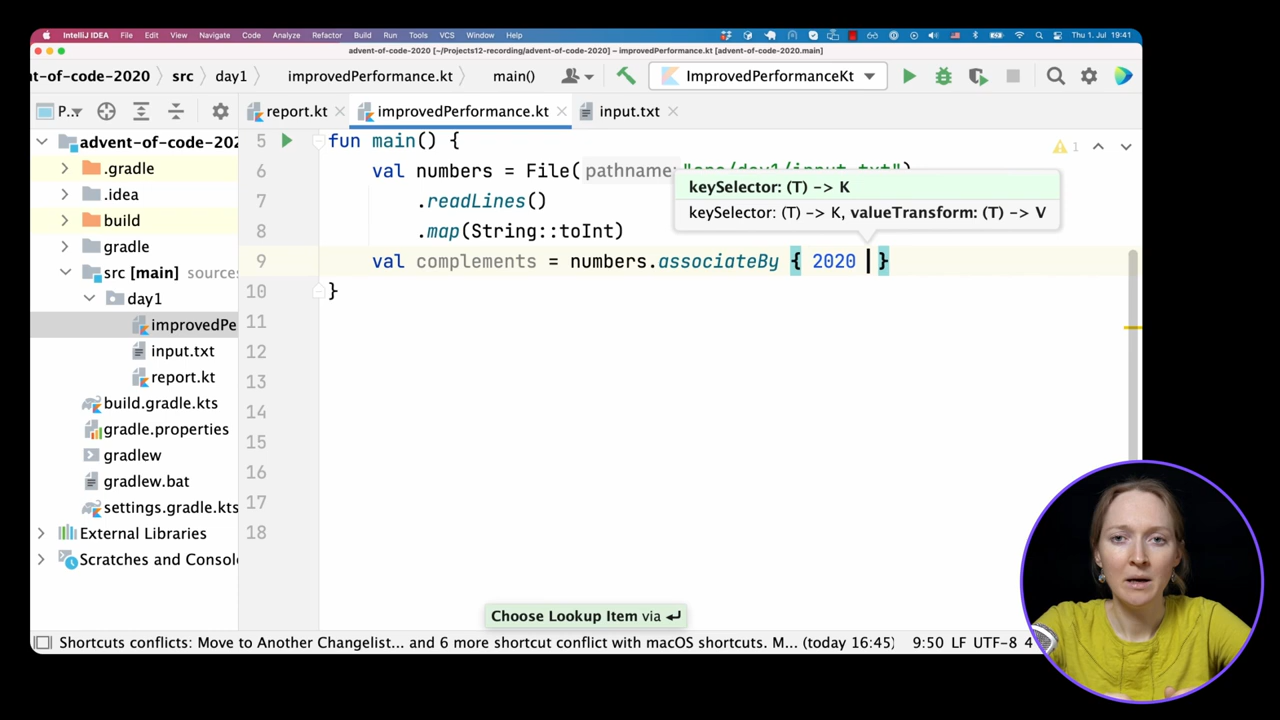 IntelliJ IDEA File Edit View Navigate Code Analyze Refactor Build Run Tools VCS Window Help Thu 1. Jul 19:41
advent-of-code-2020 [~/Projects12-recording/advent-of-code-2020] – improvedPerformance.kt [advent-of-code-2020.main]
nt-of-code-2020 src day1 improvedPerformance.kt main() ImprovedPerformanceKt
P... report.kt improvedPerformance.kt input.txt
advent-of-code-202
.gradle
.idea
build
gradle
src [main] sources
day1
improvedPe
input.txt
report.kt
build.gradle.kts
gradle.properties
gradlew
gradlew.bat
settings.gradle.kts
External Libraries
Scratches and Consol
5 fun main() {
6 val numbers = File( pathname: "src/day1/input.txt")
7 .readLines()
8 .map(String::toInt)
9 val complements = numbers.associateBy { 2020 }
10 }
11
12
13
14
15
16
17
18
1
keySelector: (T) -> K
keySelector: (T) -> K, valueTransform: (T) -> V
Choose Lookup Item via ↵
Shortcuts conflicts: Move to Another Changelist... and 6 more shortcut conflict with macOS shortcuts. M... (today 16:45) 9:50 LF UTF-8 4